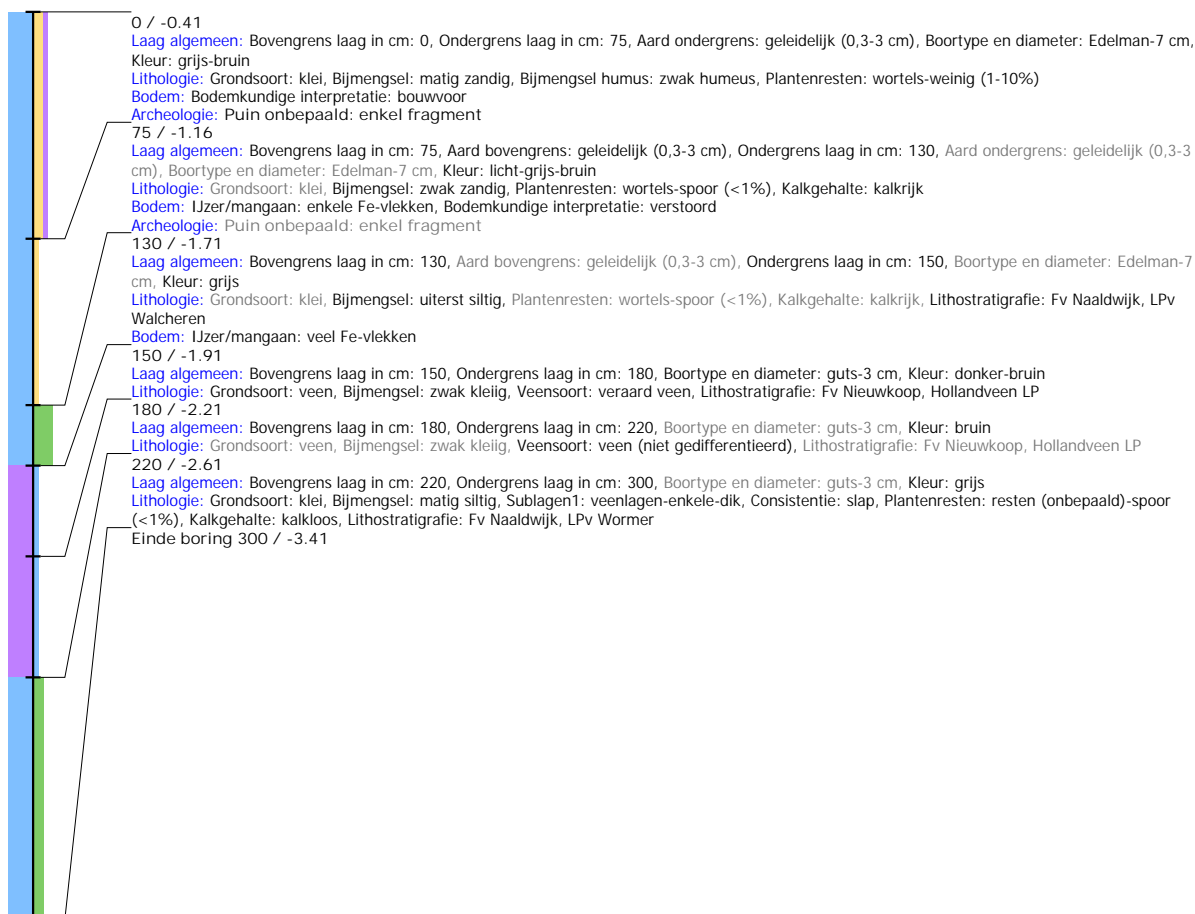 0 / -0.41
Laag algemeen: Bovengrens laag in cm: 0, Ondergrens laag in cm: 75, Aard ondergrens: geleidelijk (0,3-3 cm), Boortype en diameter: Edelman-7 cm,
Kleur: grijs-bruin
Lithologie: Grondsoort: klei, Bijmengsel: matig zandig, Bijmengsel humus: zwak humeus, Plantenresten: wortels-weinig (1-10%)
Bodem: Bodemkundige interpretatie: bouwvoor
Archeologie: Puin onbepaald: enkel fragment
75 / -1.16
Laag algemeen: Bovengrens laag in cm: 75, Aard bovengrens: geleidelijk (0,3-3 cm), Ondergrens laag in cm: 130, Aard ondergrens: geleidelijk (0,3-3
cm), Boortype en diameter: Edelman-7 cm, Kleur: licht-grijs-bruin
Lithologie: Grondsoort: klei, Bijmengsel: zwak zandig, Plantenresten: wortels-spoor (<1%), Kalkgehalte: kalkrijk
Bodem: IJzer/mangaan: enkele Fe-vlekken, Bodemkundige interpretatie: verstoord
Archeologie: Puin onbepaald: enkel fragment
130 / -1.71
Laag algemeen: Bovengrens laag in cm: 130, Aard bovengrens: geleidelijk (0,3-3 cm), Ondergrens laag in cm: 150, Boortype en diameter: Edelman-7
cm, Kleur: grijs
Lithologie: Grondsoort: klei, Bijmengsel: uiterst siltig, Plantenresten: wortels-spoor (<1%), Kalkgehalte: kalkrijk, Lithostratigrafie: Fv Naaldwijk, LPv
Walcheren
Bodem: IJzer/mangaan: veel Fe-vlekken
150 / -1.91
Laag algemeen: Bovengrens laag in cm: 150, Ondergrens laag in cm: 180, Boortype en diameter: guts-3 cm, Kleur: donker-bruin
Lithologie: Grondsoort: veen, Bijmengsel: zwak kleiig, Veensoort: veraard veen, Lithostratigrafie: Fv Nieuwkoop, Hollandveen LP
180 / -2.21
Laag algemeen: Bovengrens laag in cm: 180, Ondergrens laag in cm: 220, Boortype en diameter: guts-3 cm, Kleur: bruin
Lithologie: Grondsoort: veen, Bijmengsel: zwak kleiig, Veensoort: veen (niet gedifferentieerd), Lithostratigrafie: Fv Nieuwkoop, Hollandveen LP
220 / -2.61
Laag algemeen: Bovengrens laag in cm: 220, Ondergrens laag in cm: 300, Boortype en diameter: guts-3 cm, Kleur: grijs
Lithologie: Grondsoort: klei, Bijmengsel: matig siltig, Sublagen1: veenlagen-enkele-dik, Consistentie: slap, Plantenresten: resten (onbepaald)-spoor
(<1%), Kalkgehalte: kalkloos, Lithostratigrafie: Fv Naaldwijk, LPv Wormer
Einde boring 300 / -3.41